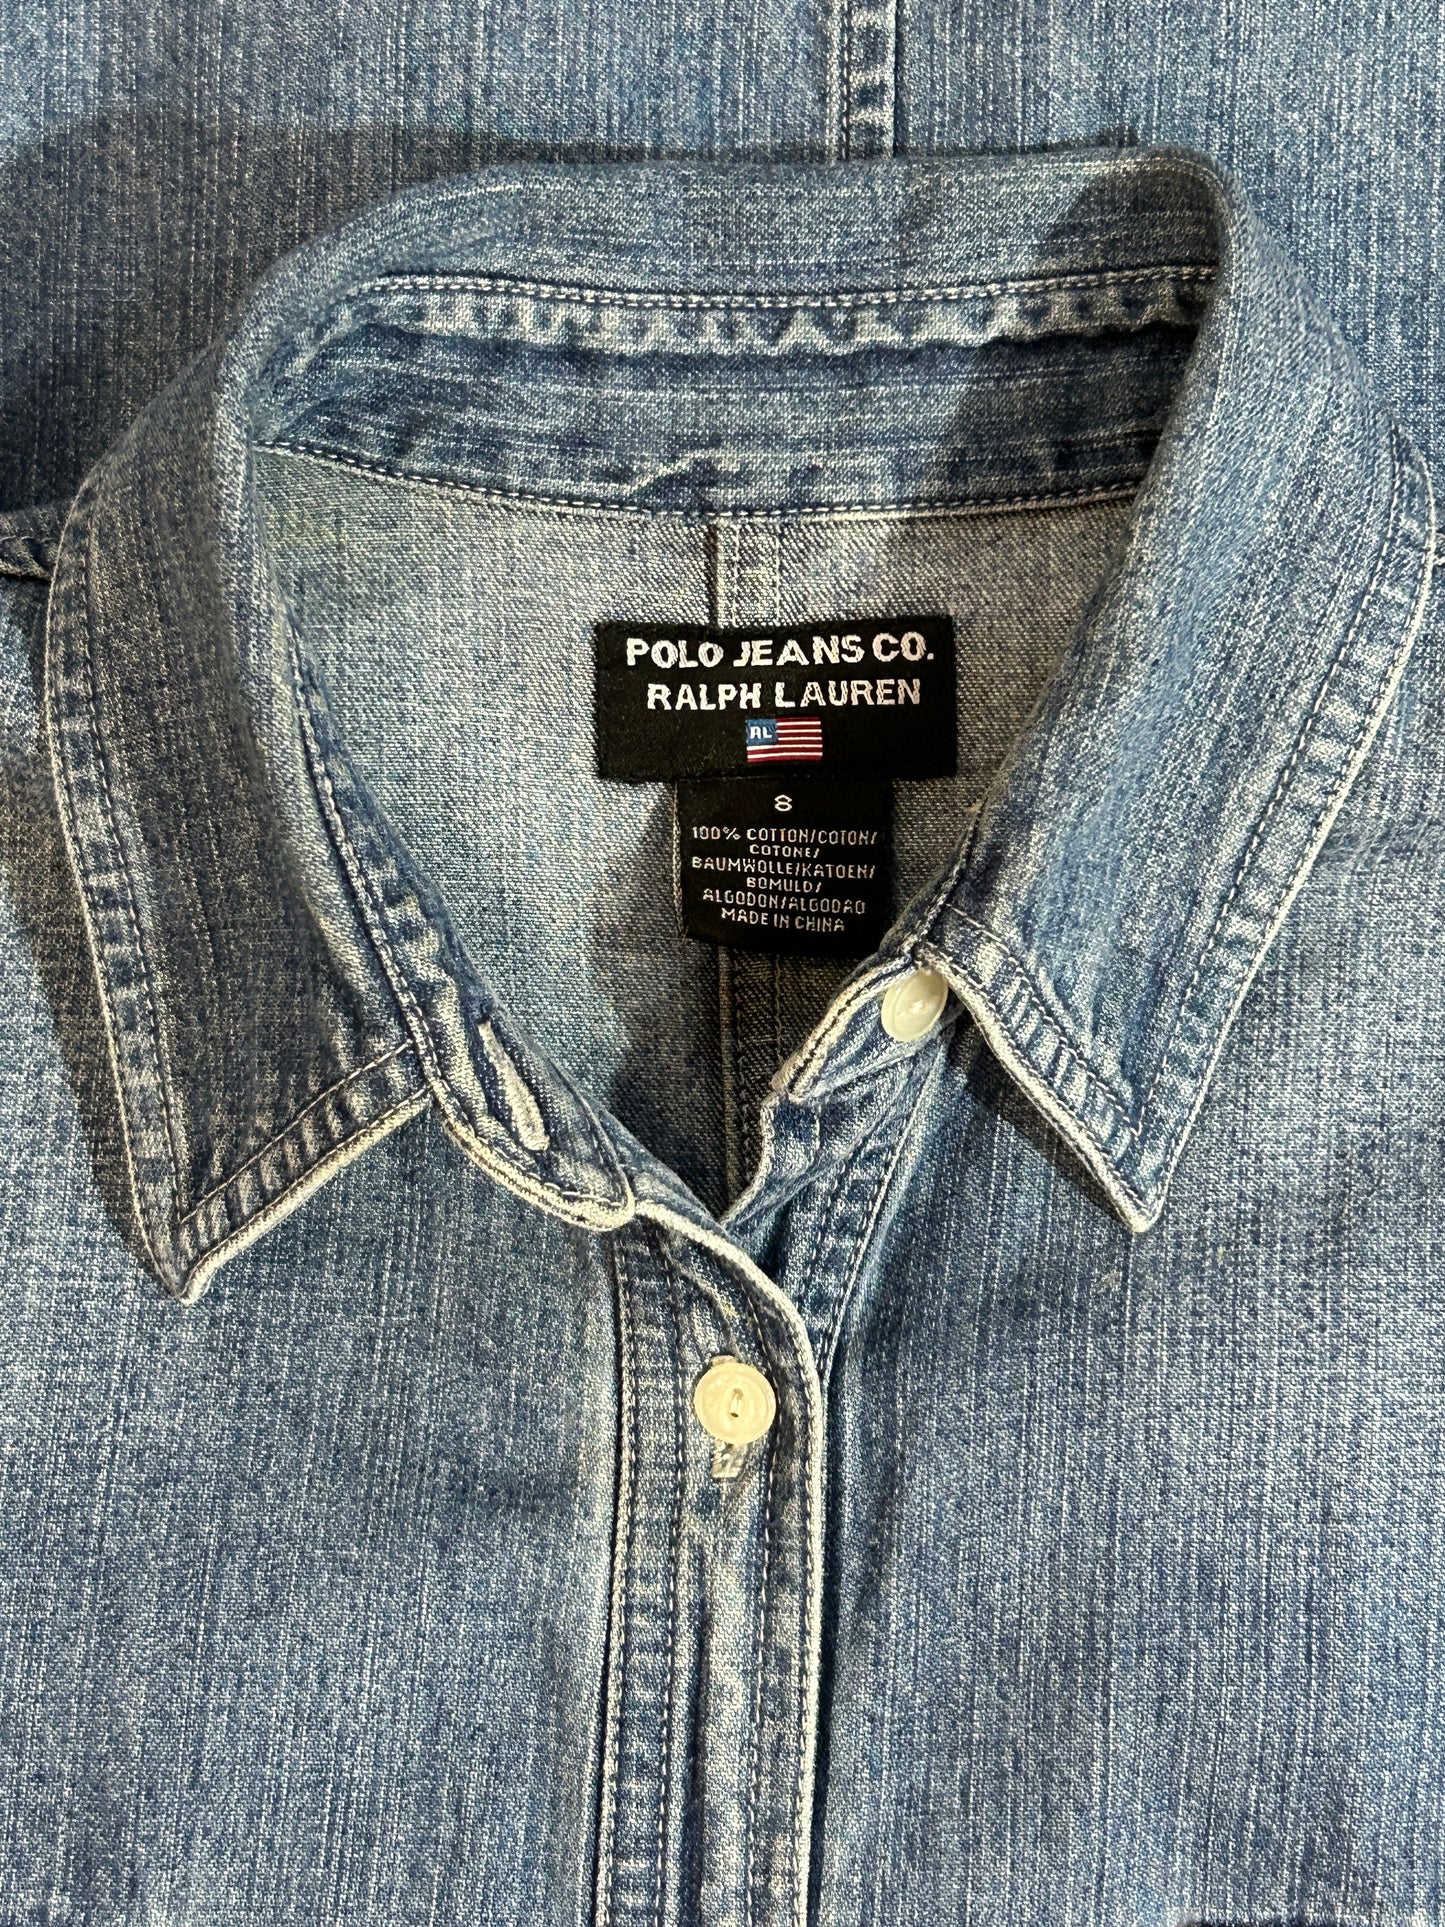 POLO JEANS CO.
RALPH LAUREN
RL
8
100% COTTON/COTON/
COTONE/
BAUMWOLLE/KATOEN/
BOMULD/
ALGODON/ALGODAO
MADE IN CHINA